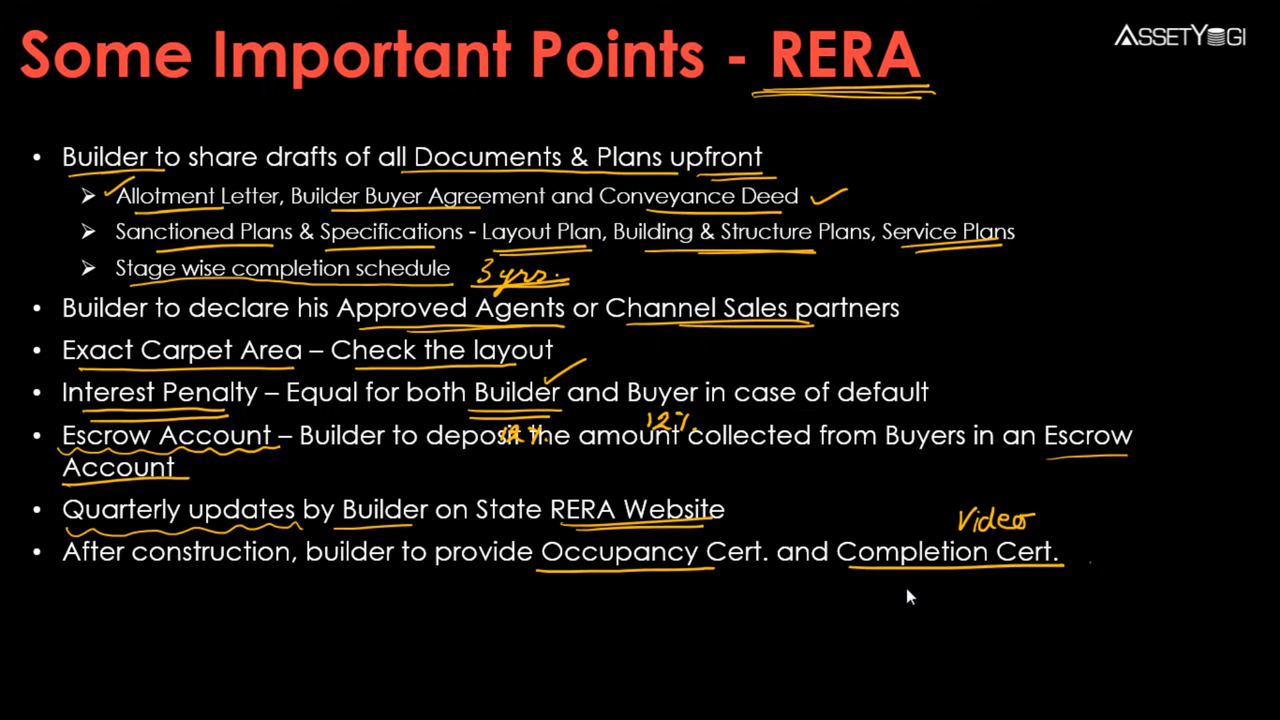 Some Important Points - RERA
ASSETYOGI
• Builder to share drafts of all Documents & Plans upfront
➢ Allotment Letter, Builder Buyer Agreement and Conveyance Deed
➢ Sanctioned Plans & Specifications - Layout Plan, Building & Structure Plans, Service Plans
➢ Stage wise completion schedule 3 yrs.
• Builder to declare his Approved Agents or Channel Sales partners
• Exact Carpet Area – Check the layout
• Interest Penalty – Equal for both Builder and Buyer in case of default
12%. 12%.
• Escrow Account – Builder to deposit the amount collected from Buyers in an Escrow
Account
• Quarterly updates by Builder on State RERA Website
Video
• After construction, builder to provide Occupancy Cert. and Completion Cert.